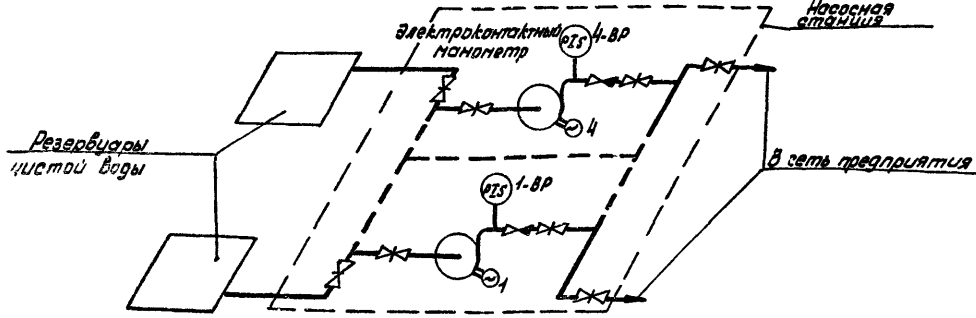 Насосная
станция
Электроконтактный
манометр
PIS 4-ВР
4
Резервуары
чистой воды
В сеть предприятия
PIS 1-ВР
1